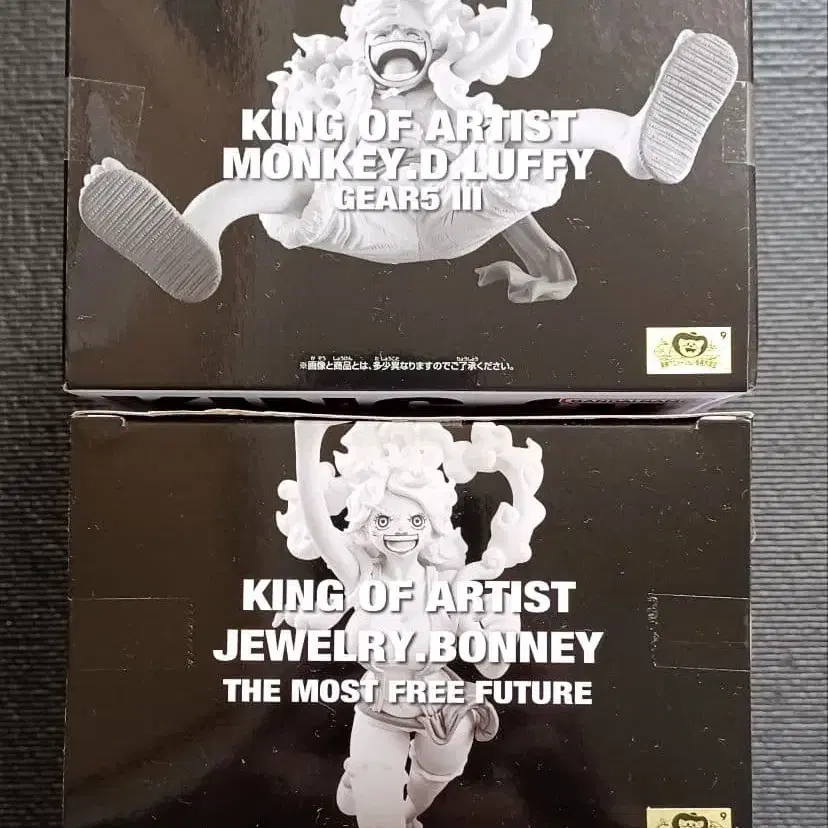 KING OF ARTIST
MONKEY.D.LUFFY
GEAR5 III
※画像と商品とは、多少異なりますのでご了承ください。
9
KING OF ARTIST
JEWELRY.BONNEY
THE MOST FREE FUTURE
9